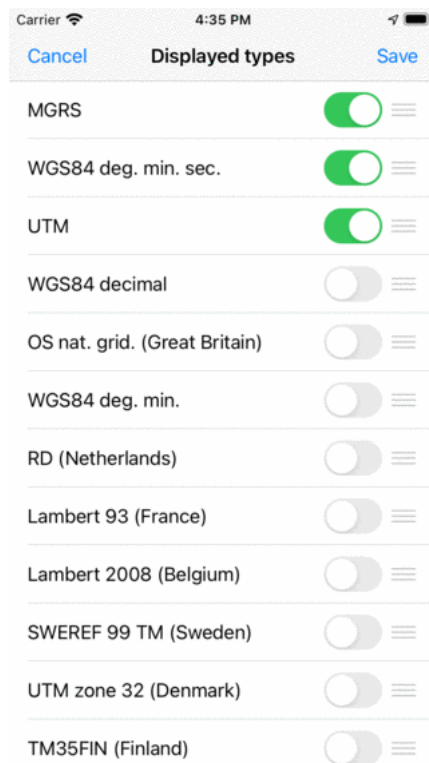 Carrier 4:35 PM
Cancel Displayed types Save
MGRS
WGS84 deg. min. sec.
UTM
WGS84 decimal
OS nat. grid. (Great Britain)
WGS84 deg. min.
RD (Netherlands)
Lambert 93 (France)
Lambert 2008 (Belgium)
SWEREF 99 TM (Sweden)
UTM zone 32 (Denmark)
TM35FIN (Finland)